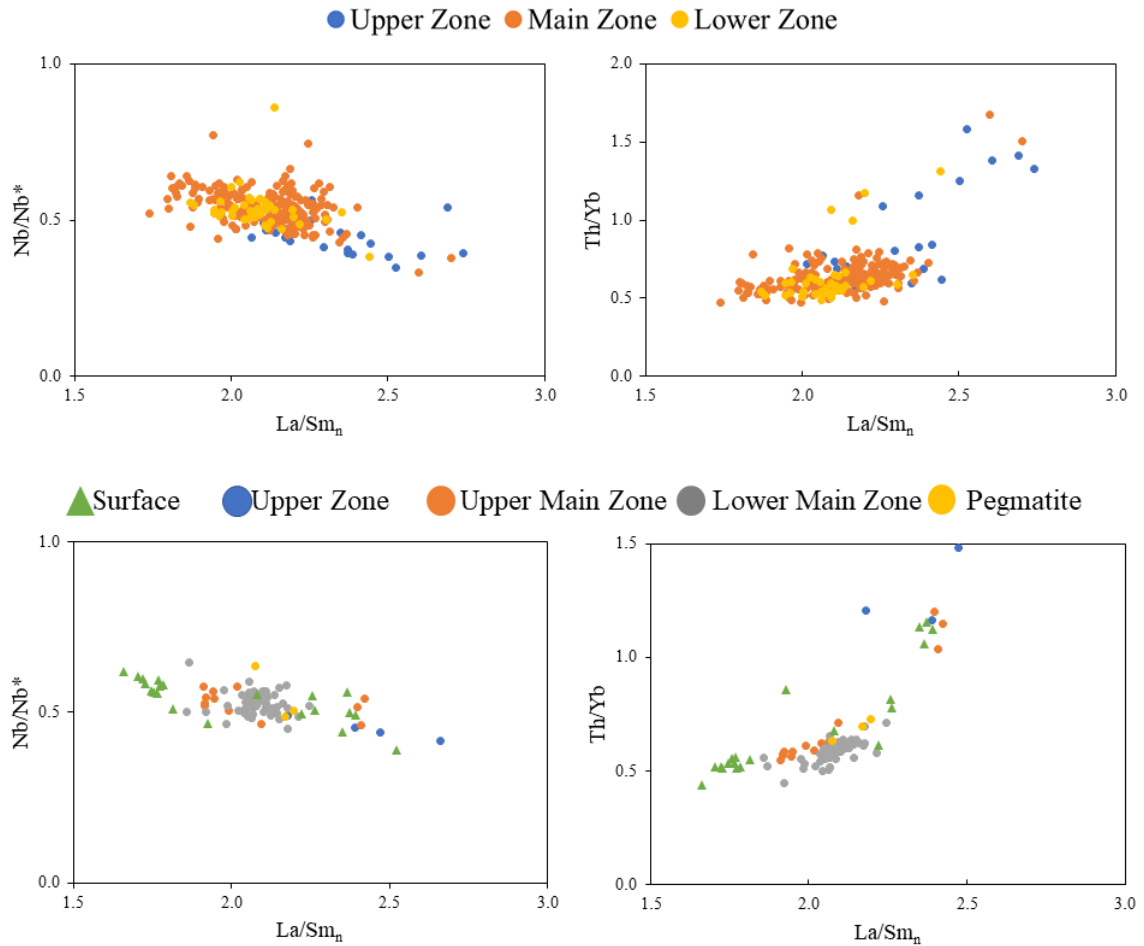 Upper Zone Main Zone Lower Zone
1.0
0.5
0.0
Nb/Nb*
1.5 2.0 2.5 3.0
La/Smn
2.0
1.5
1.0
0.5
0.0
Th/Yb
1.5 2.0 2.5 3.0
La/Smn
Surface Upper Zone Upper Main Zone Lower Main Zone Pegmatite
1.0
0.5
0.0
Nb/Nb*
1.5 2.0 2.5 3.0
La/Smn
1.5
1.0
0.5
0.0
Th/Yb
1.5 2.0 2.5 3.0
La/Smn